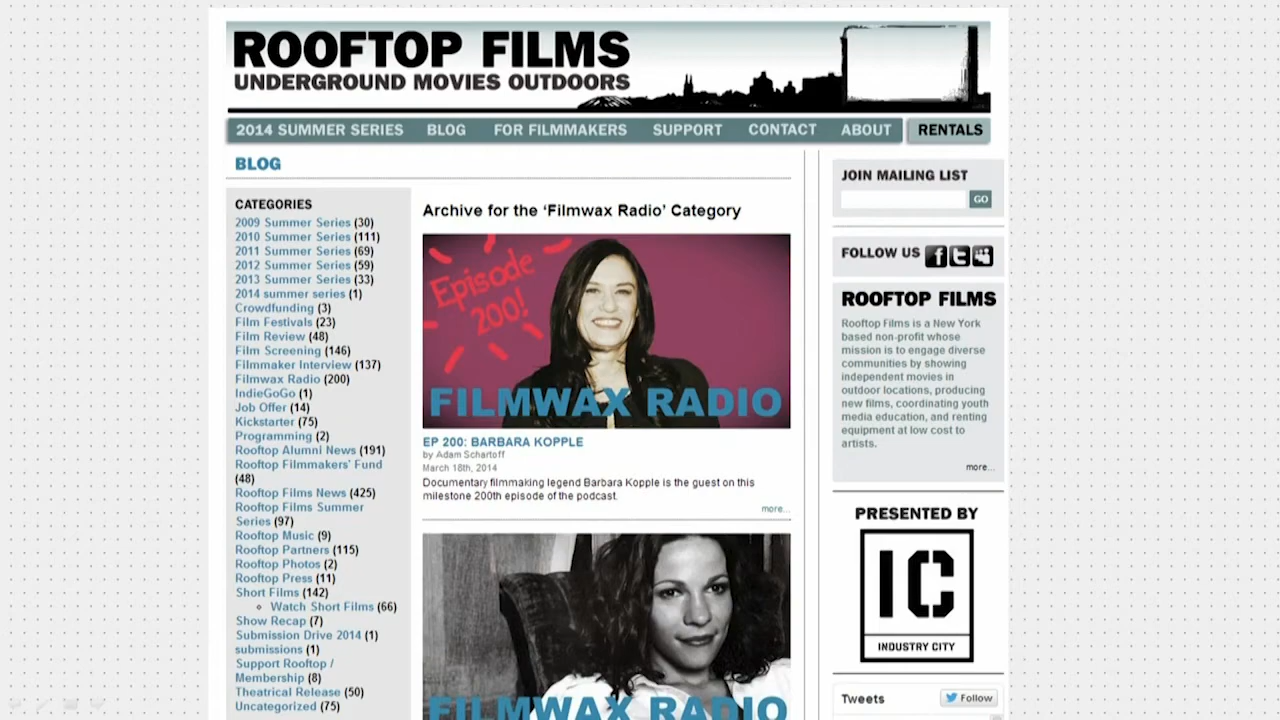 ROOFTOP FILMS
UNDERGROUND MOVIES OUTDOORS
2014 SUMMER SERIES BLOG FOR FILMMAKERS SUPPORT CONTACT ABOUT RENTALS
BLOG
CATEGORIES
2009 Summer Series (30)
2010 Summer Series (111)
2011 Summer Series (69)
2012 Summer Series (59)
2013 Summer Series (33)
2014 summer series (1)
Crowdfunding (3)
Film Festivals (23)
Film Review (48)
Film Screening (146)
Filmmaker Interview (137)
Filmwax Radio (200)
IndieGoGo (1)
Job Offer (14)
Kickstarter (75)
Programming (2)
Rooftop Alumni News (191)
Rooftop Filmmakers' Fund
(48)
Rooftop Films News (425)
Rooftop Films Summer
Series (97)
Rooftop Music (9)
Rooftop Partners (115)
Rooftop Photos (2)
Rooftop Press (11)
Short Films (142)
Watch Short Films (66)
Show Recap (7)
Submission Drive 2014 (1)
submissions (1)
Support Rooftop /
Membership (8)
Theatrical Release (50)
Uncategorized (75)
Archive for the ‘Filmwax Radio’ Category
Episode
200!
FILMWAX RADIO
EP 200: BARBARA KOPPLE
by Adam Schartoff
March 18th, 2014
Documentary filmmaking legend Barbara Kopple is the guest on this
milestone 200th episode of the podcast.
more...
FILMWAX RADIO
JOIN MAILING LIST
GO
FOLLOW US
ROOFTOP FILMS
Rooftop Films is a New York
based non-profit whose
mission is to engage diverse
communities by showing
independent movies in
outdoor locations, producing
new films, coordinating youth
media education, and renting
equipment at low cost to
artists.
more...
PRESENTED BY
IC
INDUSTRY CITY
Tweets
Follow